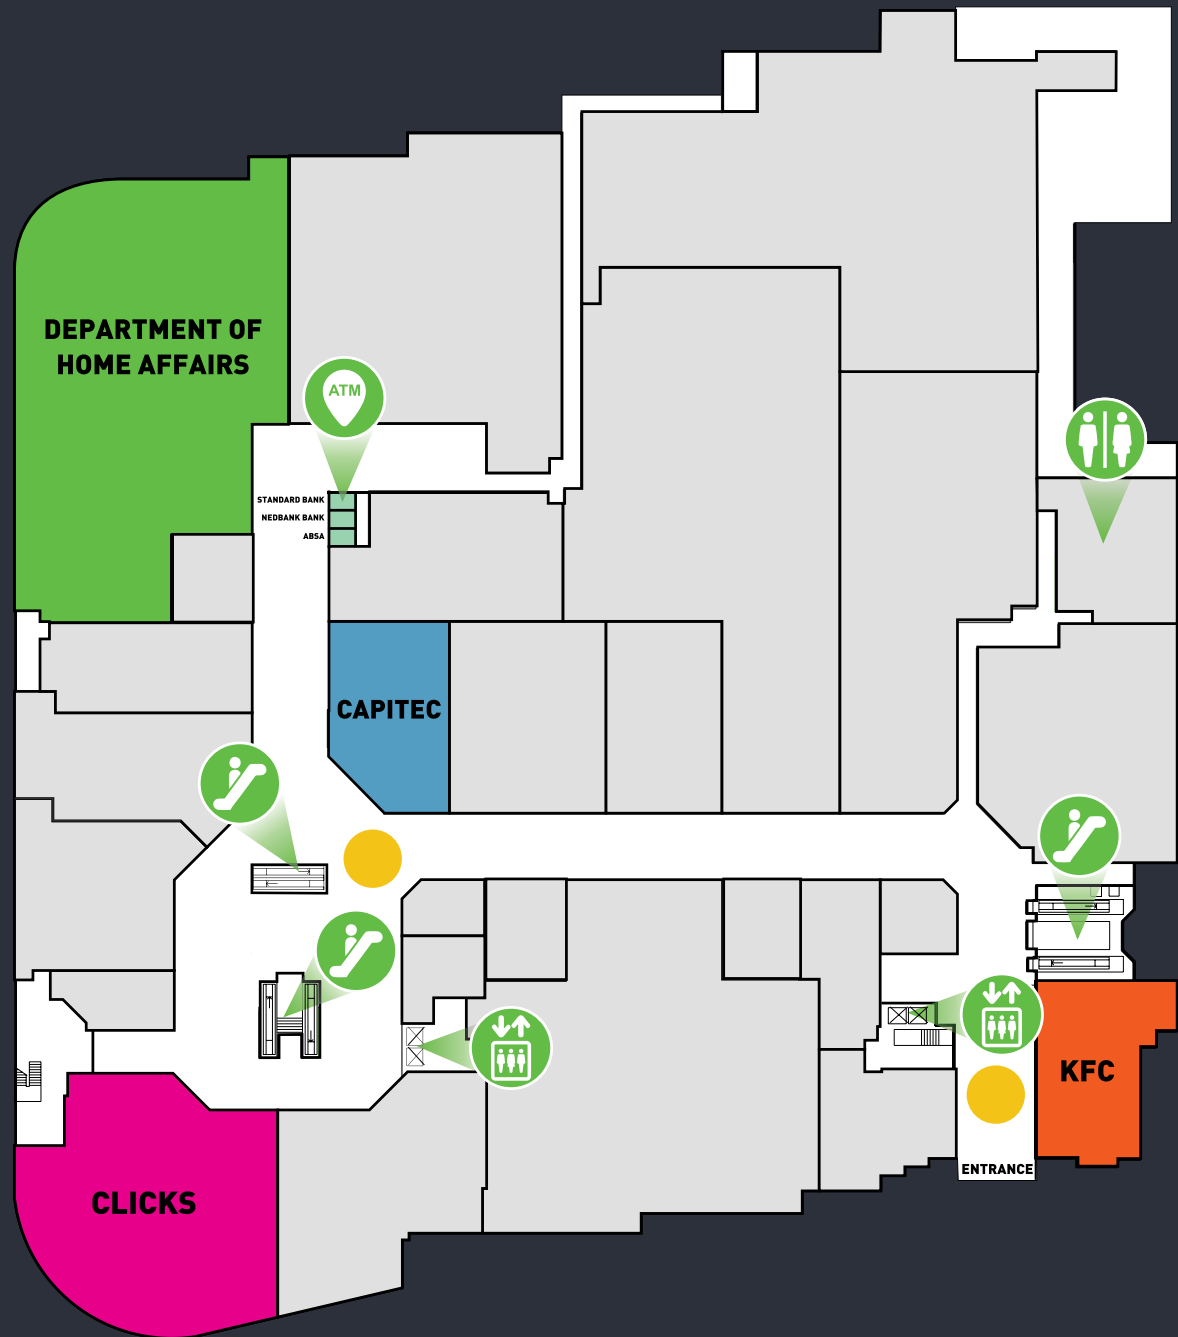 DEPARTMENT OF
HOME AFFAIRS
ATM
STANDARD BANK
NEDBANK BANK
ABSA
CAPITEC
KFC
ENTRANCE
CLICKS